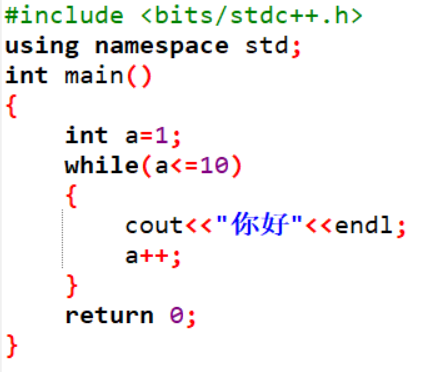 #include <bits/stdc++.h>
using namespace std;
int main()
{
    int a=1;
    while(a<=10)
    {
        cout<<"你好"<<endl;
        a++;
    }
    return 0;
}